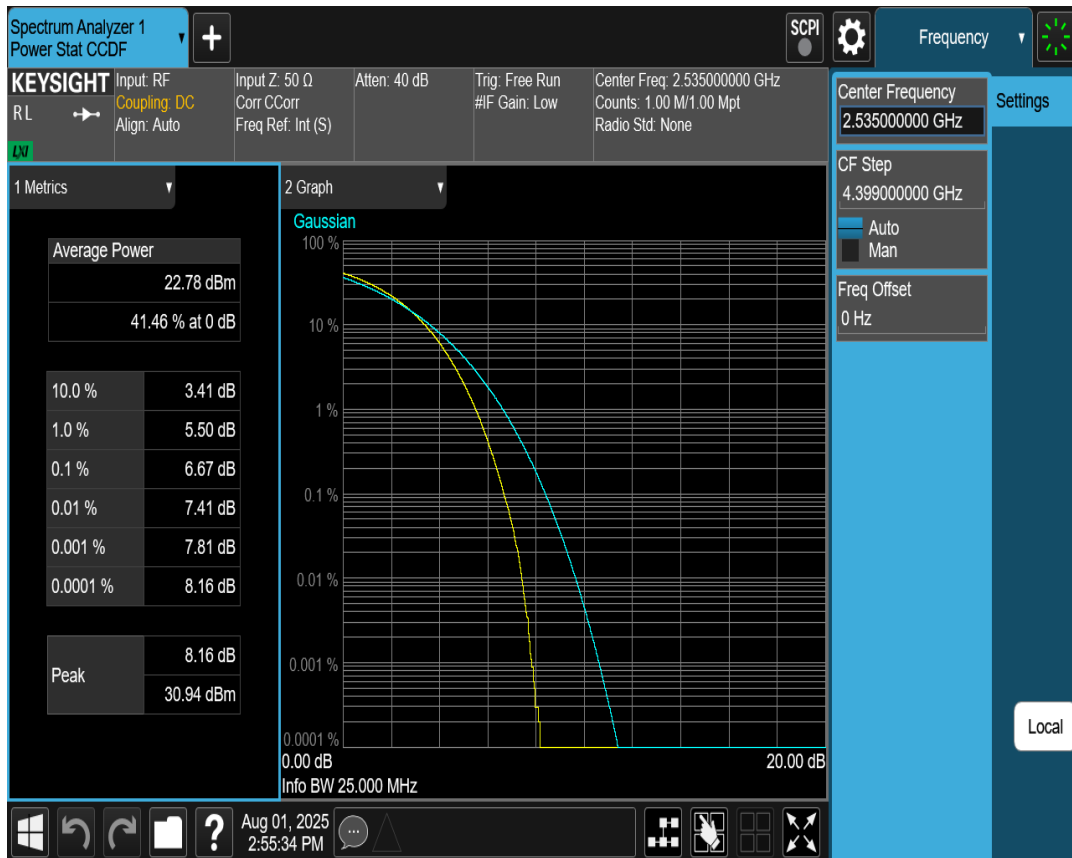 Spectrum Analyzer 1
Power Stat CCDF
+
SCPI
Frequency
KEYSIGHT
RL
LXI
Input: RF
Coupling: DC
Align: Auto
Input Z: 50 Ω
Corr CCorr
Freq Ref: Int (S)
Atten: 40 dB
Trig: Free Run
#IF Gain: Low
Center Freq: 2.535000000 GHz
Counts: 1.00 M/1.00 Mpt
Radio Std: None
Center Frequency
2.535000000 GHz
Settings
CF Step
4.399000000 GHz
Auto
Man
Freq Offset
0 Hz
Local
1 Metrics
Average Power
22.78 dBm
41.46 % at 0 dB
10.0 % 3.41 dB
1.0 % 5.50 dB
0.1 % 6.67 dB
0.01 % 7.41 dB
0.001 % 7.81 dB
0.0001 % 8.16 dB
Peak
8.16 dB
30.94 dBm
2 Graph
Gaussian
100 %
10 %
1 %
0.1 %
0.01 %
0.001 %
0.0001 %
0.00 dB 20.00 dB
Info BW 25.000 MHz
?
Aug 01, 2025
2:55:34 PM